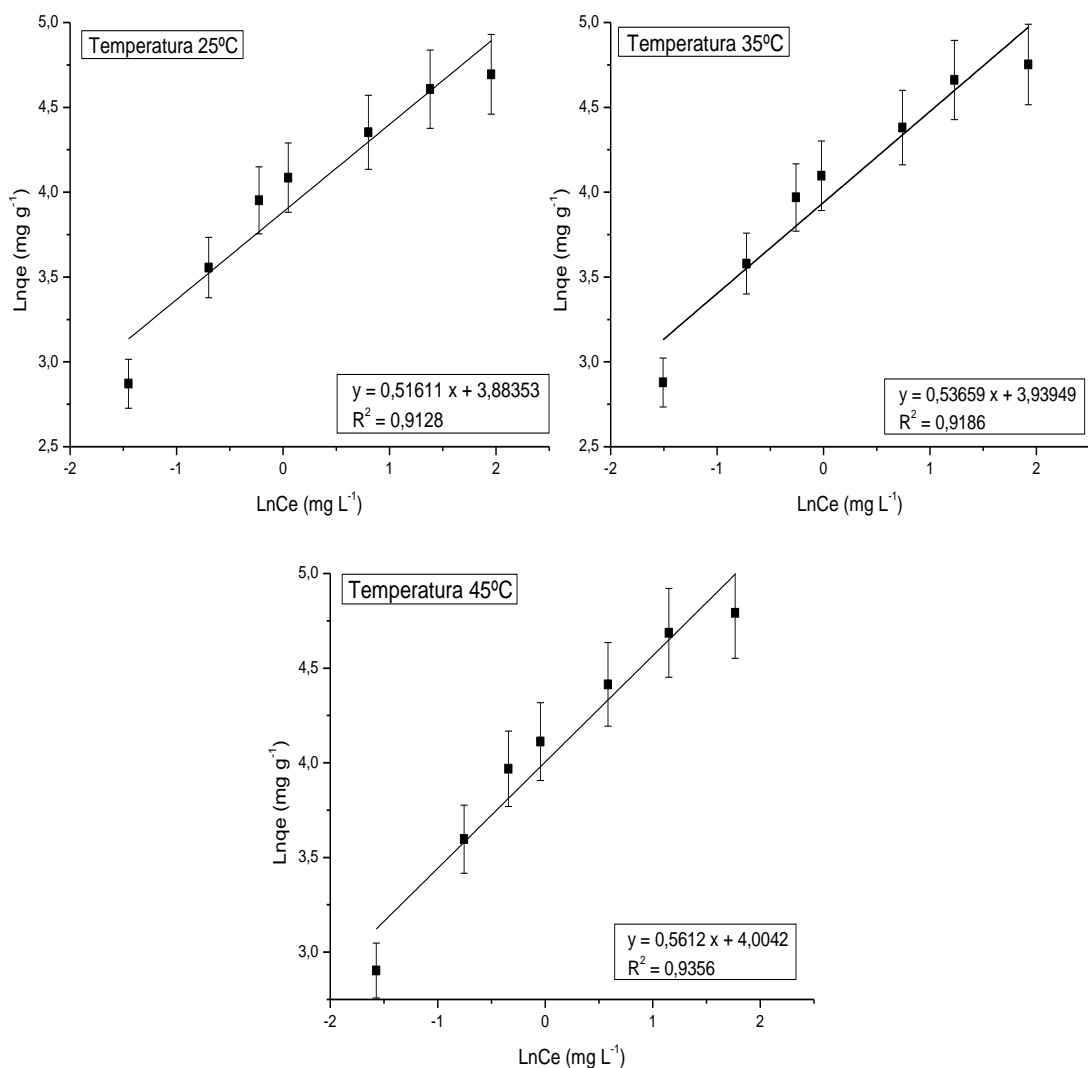 Temperatura 25ºC
5,0
4,5
4,0
3,5
3,0
2,5
Lnqe (mg g⁻¹)
y = 0,51611 x + 3,88353
R² = 0,9128
-2 -1 0 1 2
LnCe (mg L⁻¹)
Temperatura 35ºC
5,0
4,5
4,0
3,5
3,0
2,5
Lnqe (mg g⁻¹)
y = 0,53659 x + 3,93949
R² = 0,9186
-2 -1 0 1 2
LnCe (mg L⁻¹)
Temperatura 45ºC
5,0
4,5
4,0
3,5
3,0
Lnqe (mg g⁻¹)
y = 0,5612 x + 4,0042
R² = 0,9356
-2 -1 0 1 2
LnCe (mg L⁻¹)